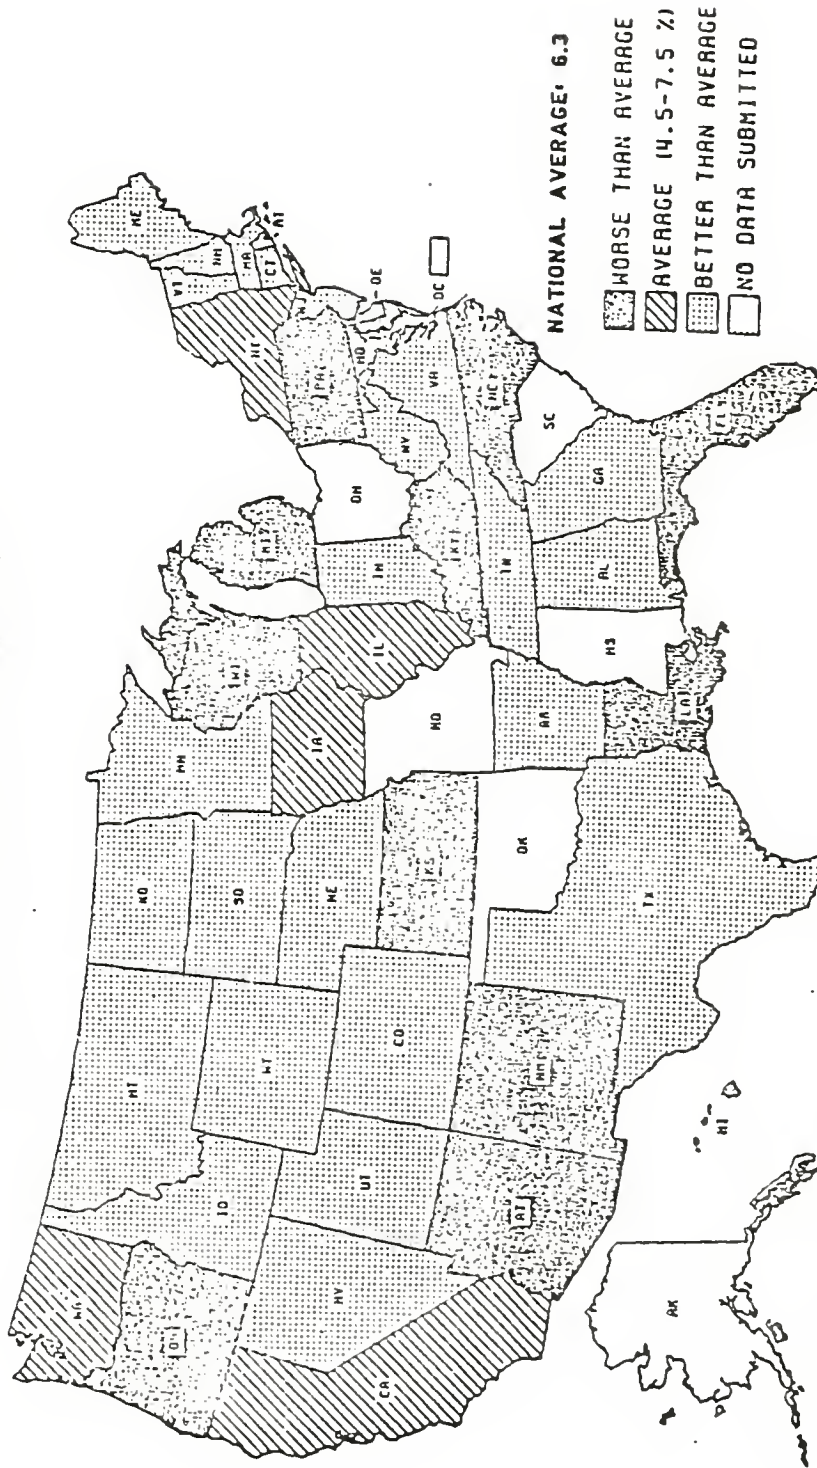 NATIONAL AVERAGE: 6.3
WORSE THAN AVERAGE
AVERAGE (4.5-7.5 %)
BETTER THAN AVERAGE
NO DATA SUBMITTED
WA
CA
NV
ID
MT
WY
UT
CO
AZ
NM
ND
SD
NE
KS
OK
TX
MN
IA
MO
AR
LA
WI
IL
MS
IN
KY
TN
AL
OH
GA
FL
SC
NC
VA
WV
PA
MD
DE
DC
VT
NH
MA
CT
RI
ME
AK
HI